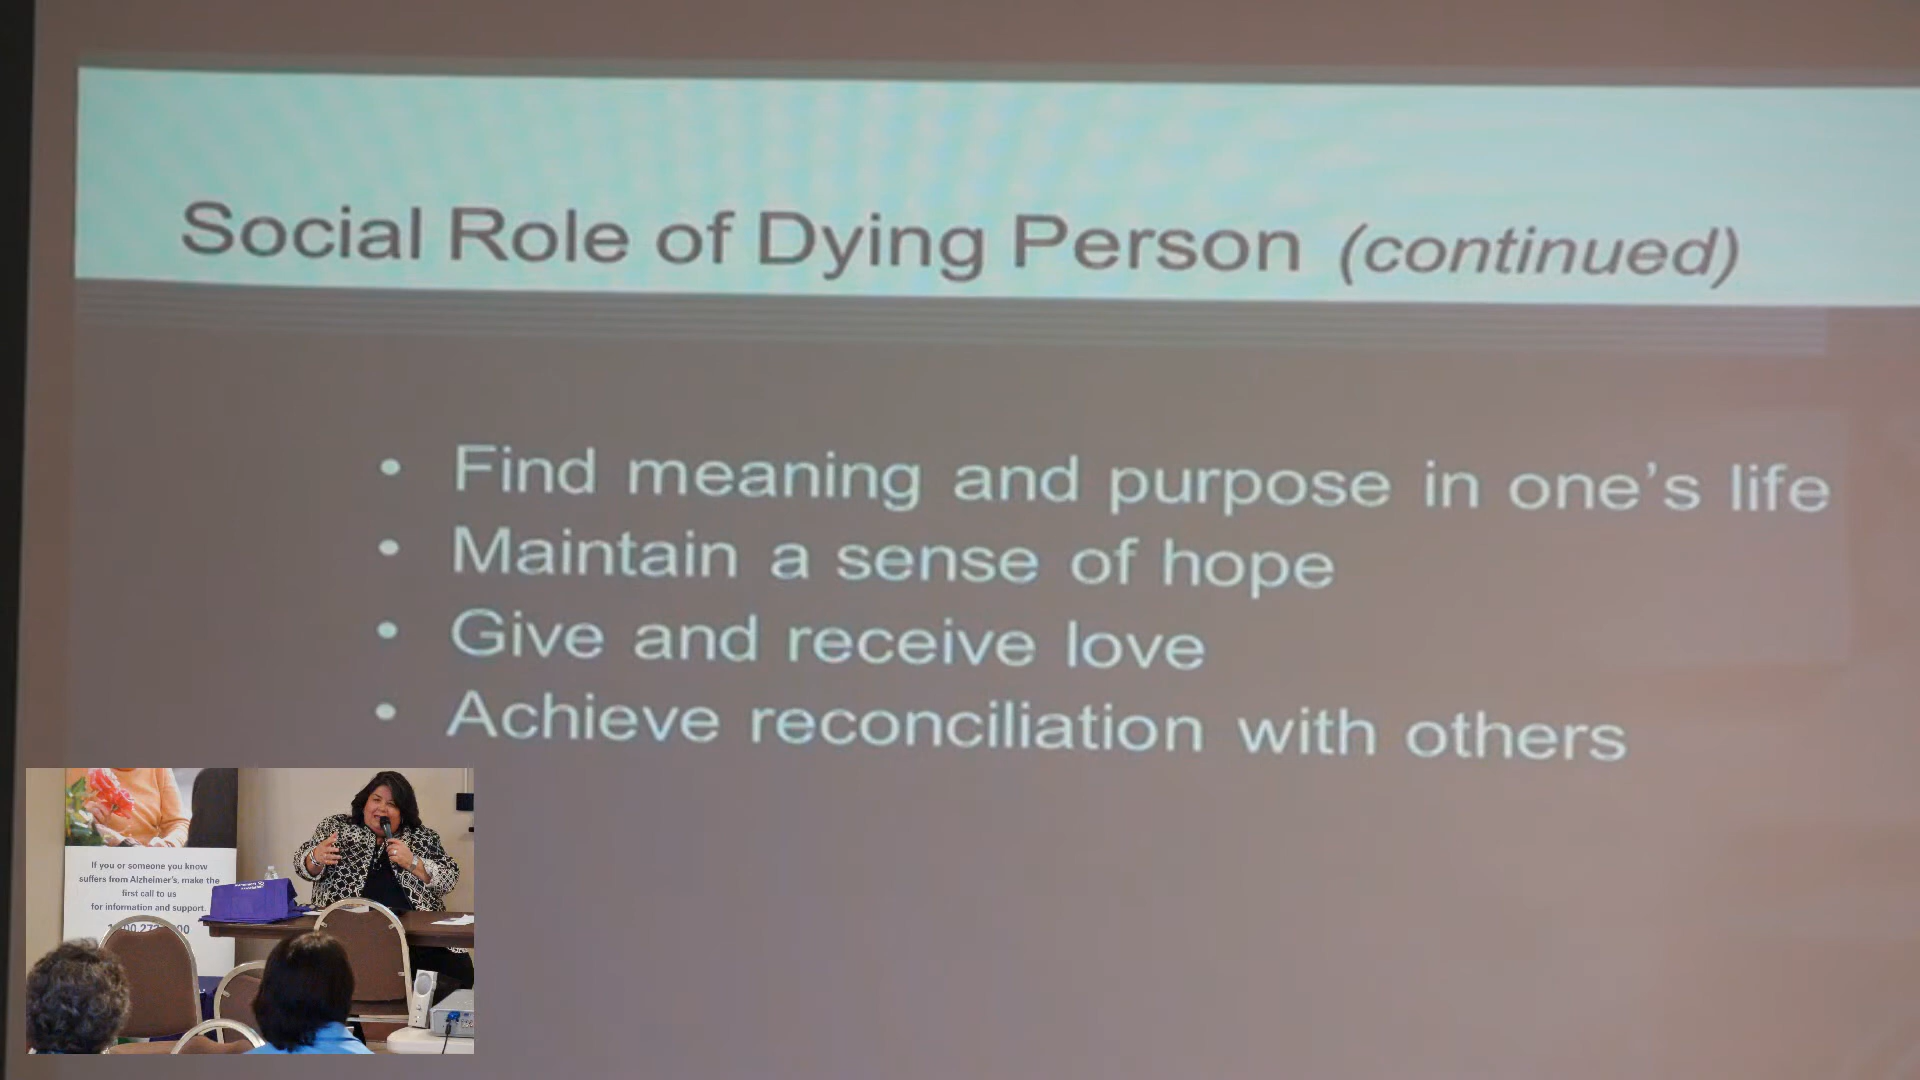 Social Role of Dying Person (continued)
• Find meaning and purpose in one's life
• Maintain a sense of hope
• Give and receive love
• Achieve reconciliation with others
If you or someone you know
suffers from Alzheimer's, make the
first call to us
for information and support.